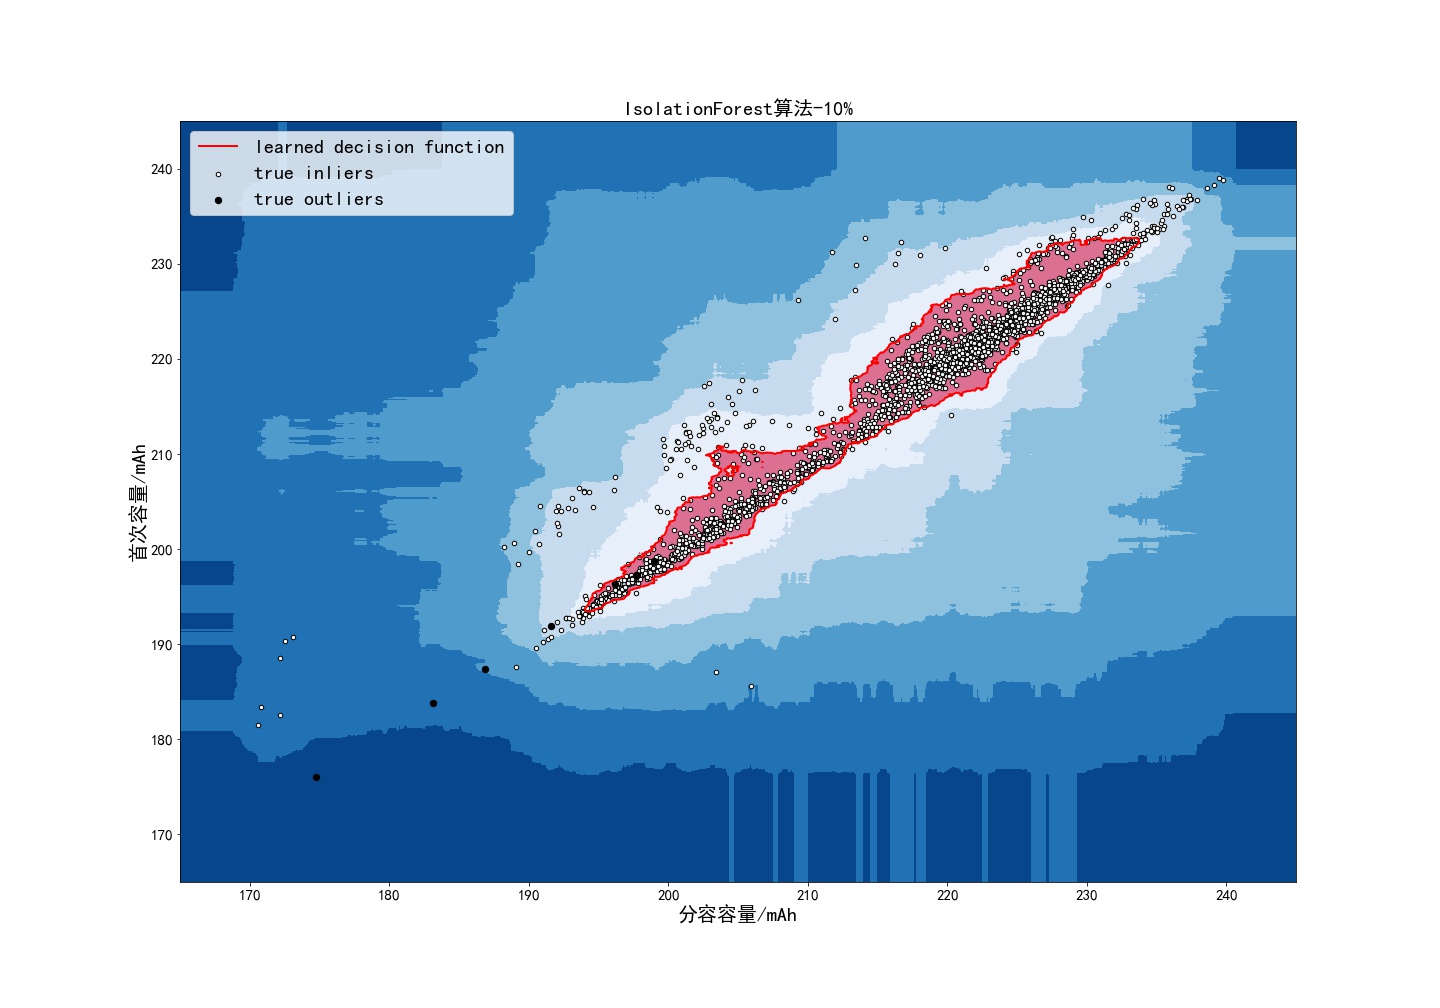 IsolationForest算法-10%
learned decision function
true inliers
true outliers
240
230
220
210
200
190
180
170
首次容量/mAh
170 180 190 200 210 220 230 240
分容容量/mAh